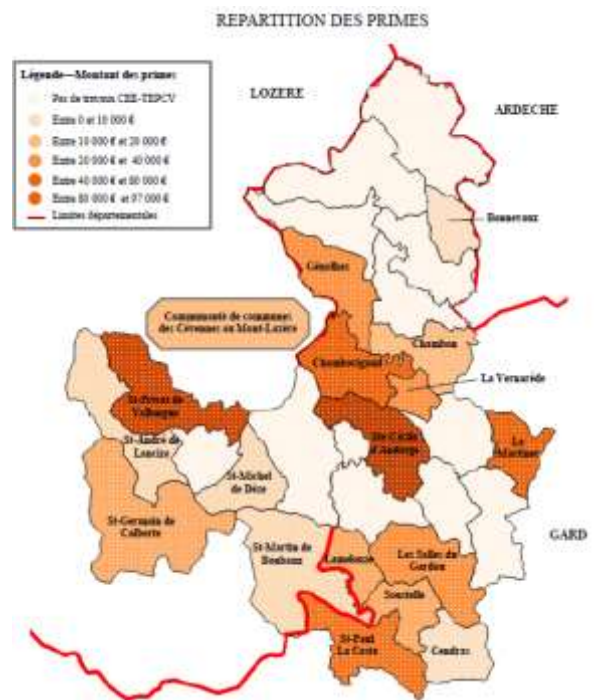 REPARTITION DES PRIMES
Légende—Montant des primes
Pas de travaux CEE-TEPCV
Entre 0 et 10 000 €
Entre 10 000 € et 20 000 €
Entre 20 000 € et 40 000 €
Entre 40 000 € et 80 000 €
Entre 80 000 € et 97 000 €
Limites départementales
LOZERE
ARDECHE
Bonnevaux
Génolhac
Communauté de communes
des Cévennes au Mont-Lozère
Chambon
Chamborigaud
La Vernarède
St-Privat de
Vallongue
Ste-Cécile
d'Andorge
La
Martinet
St-André de
Lancize
St-Michel
de Dèze
St-Germain de
Calberte
GARD
St-Martin de
Boubaux
Lamelouze
Les Salles du
Gardon
Soustelle
St-Paul
La Coste
Cendras